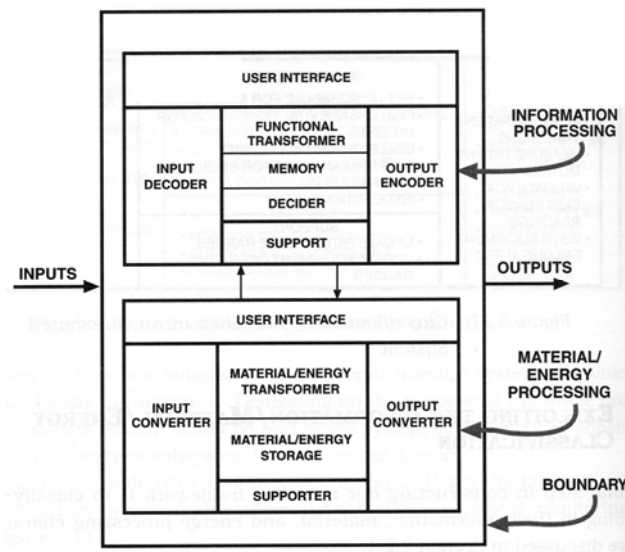 USER INTERFACE
INPUT DECODER
FUNCTIONAL TRANSFORMER
MEMORY
DECIDER
SUPPORT
OUTPUT ENCODER
INFORMATION
PROCESSING
INPUTS
OUTPUTS
USER INTERFACE
INPUT CONVERTER
MATERIAL/ENERGY
TRANSFORMER
MATERIAL/ENERGY
STORAGE
SUPPORTER
OUTPUT CONVERTER
MATERIAL/
ENERGY
PROCESSING
BOUNDARY